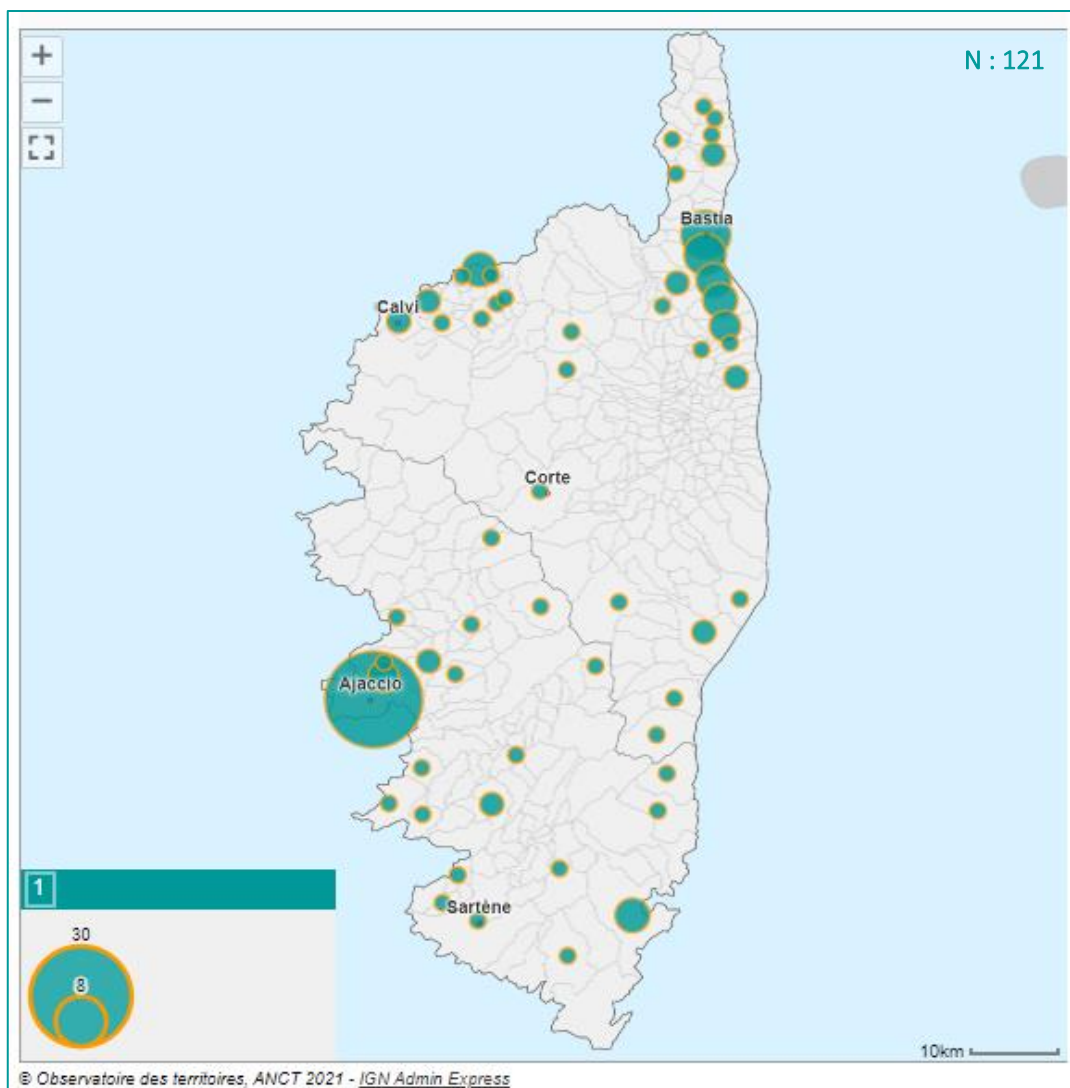 +
N : 121
−
Bastia
Calvi
Corte
Ajaccio
Sartène
1
30
8
10km
© Observatoire des territoires, ANCT 2021 - IGN Admin Express